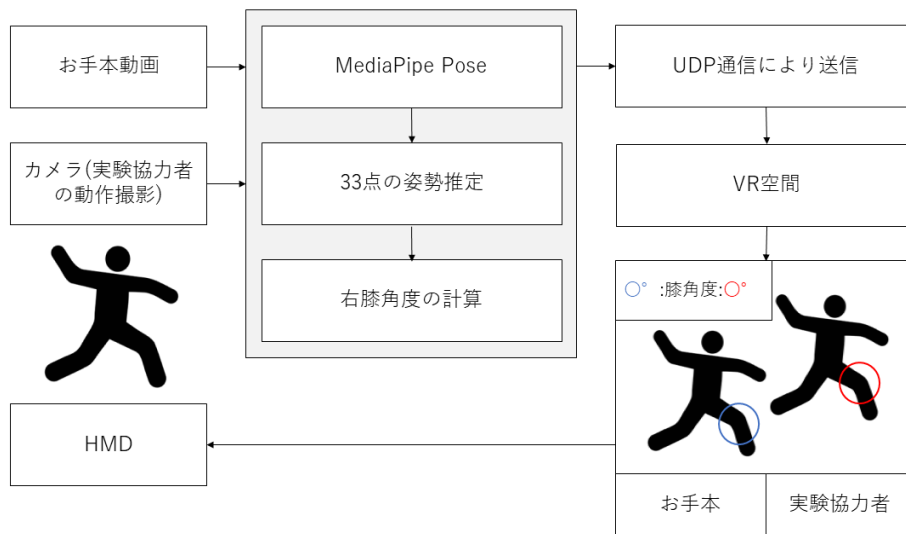 お手本動画
MediaPipe Pose
UDP通信により送信
カメラ(実験協力者
の動作撮影)
33点の姿勢推定
VR空間
右膝角度の計算
〇° :膝角度:〇°
HMD
お手本
実験協力者